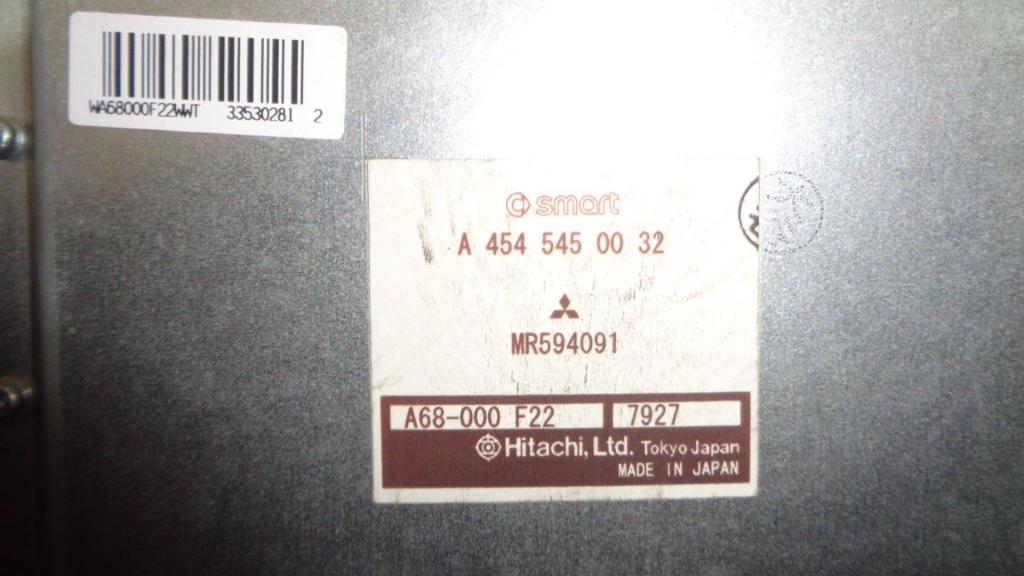 WA68000F22WWT 33530281 2
smart
A 454 545 00 32
MR594091
A68-000 F22 7927
Hitachi, Ltd. Tokyo Japan
MADE IN JAPAN